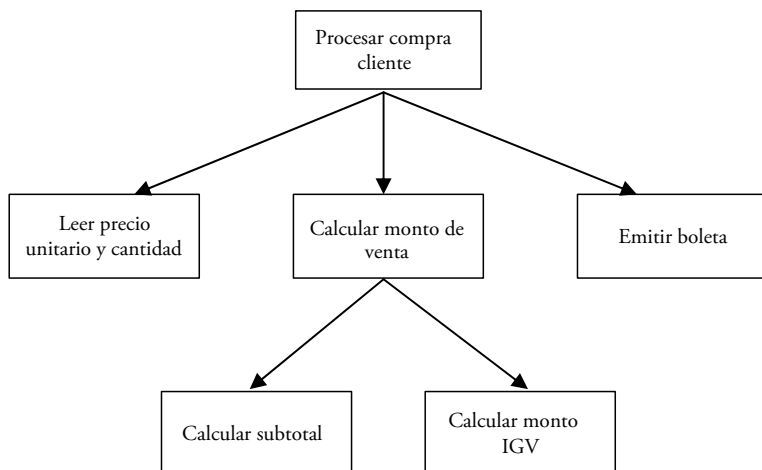 Procesar compra
cliente
Leer precio
unitario y cantidad
Calcular monto de
venta
Emitir boleta
Calcular subtotal
Calcular monto
IGV